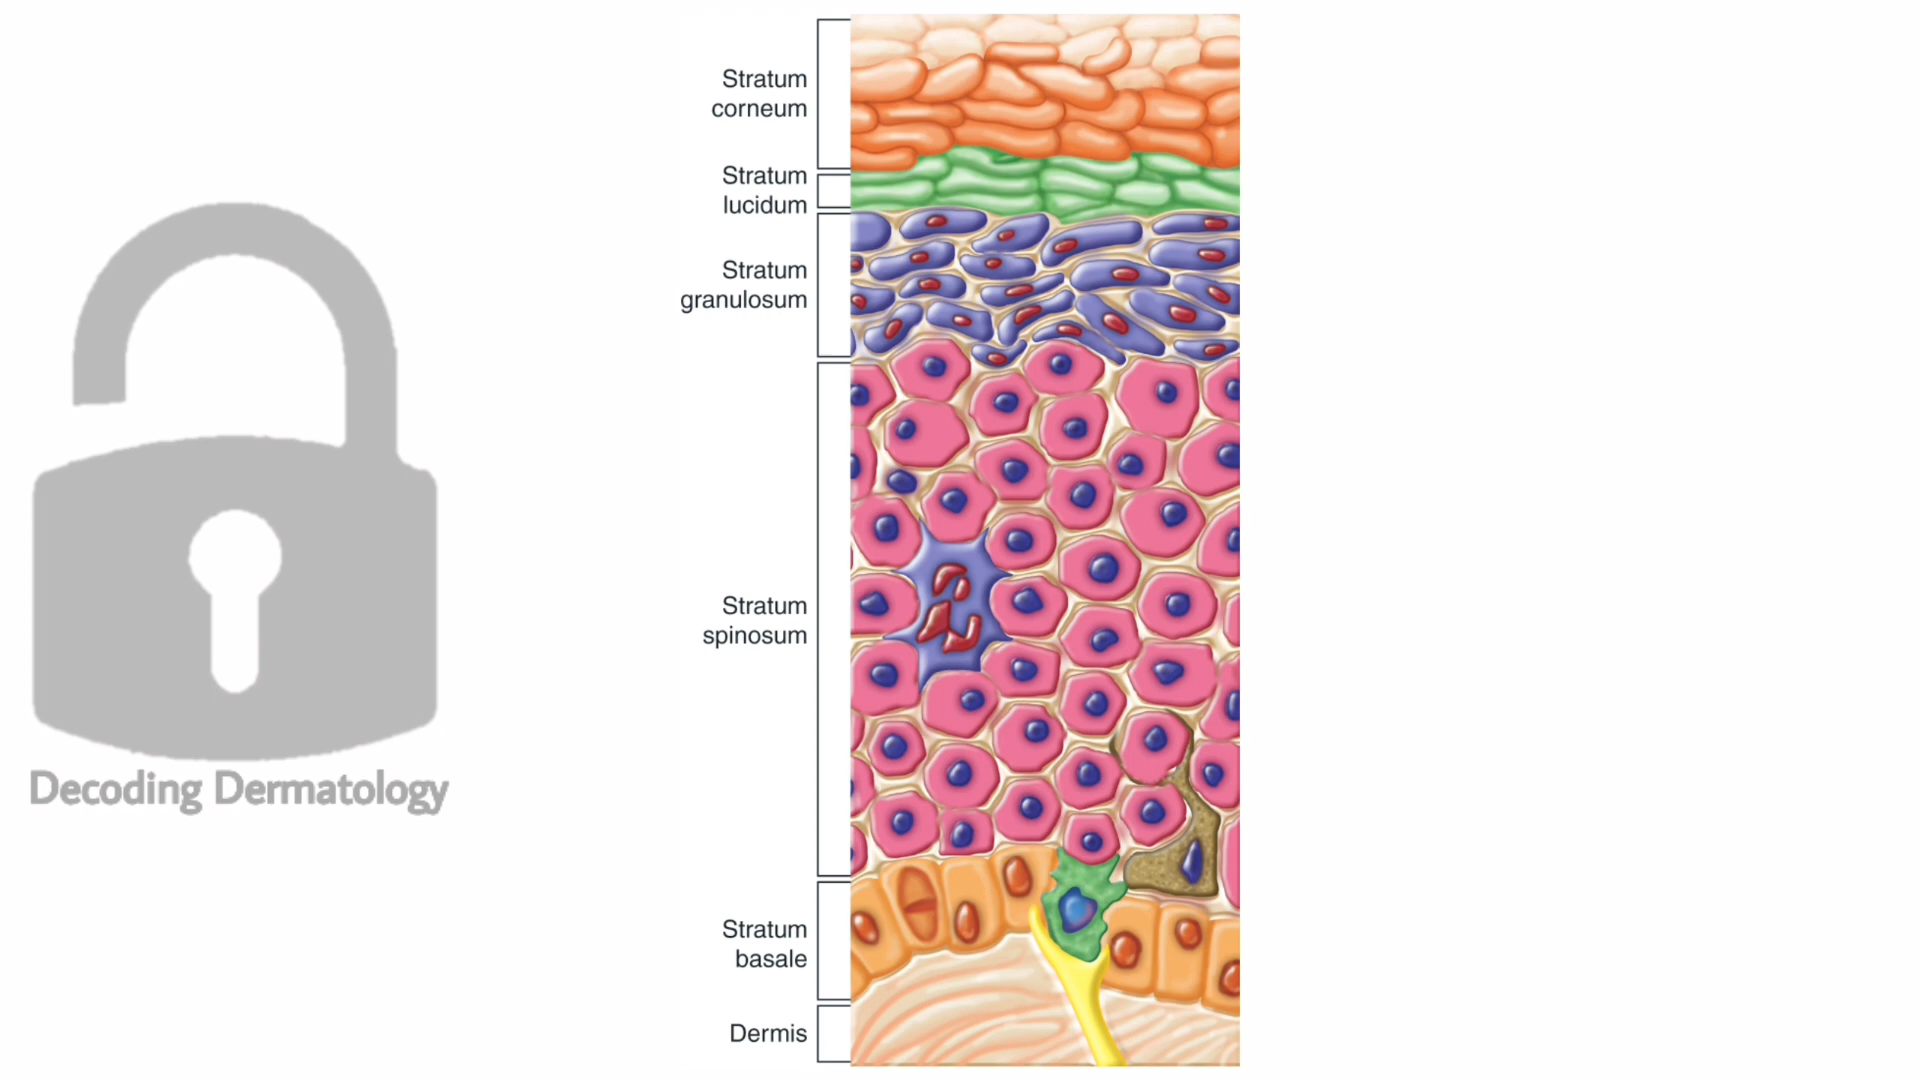 Stratum
corneum
Stratum
lucidum
Stratum
granulosum
Stratum
spinosum
Stratum
basale
Dermis
Decoding Dermatology